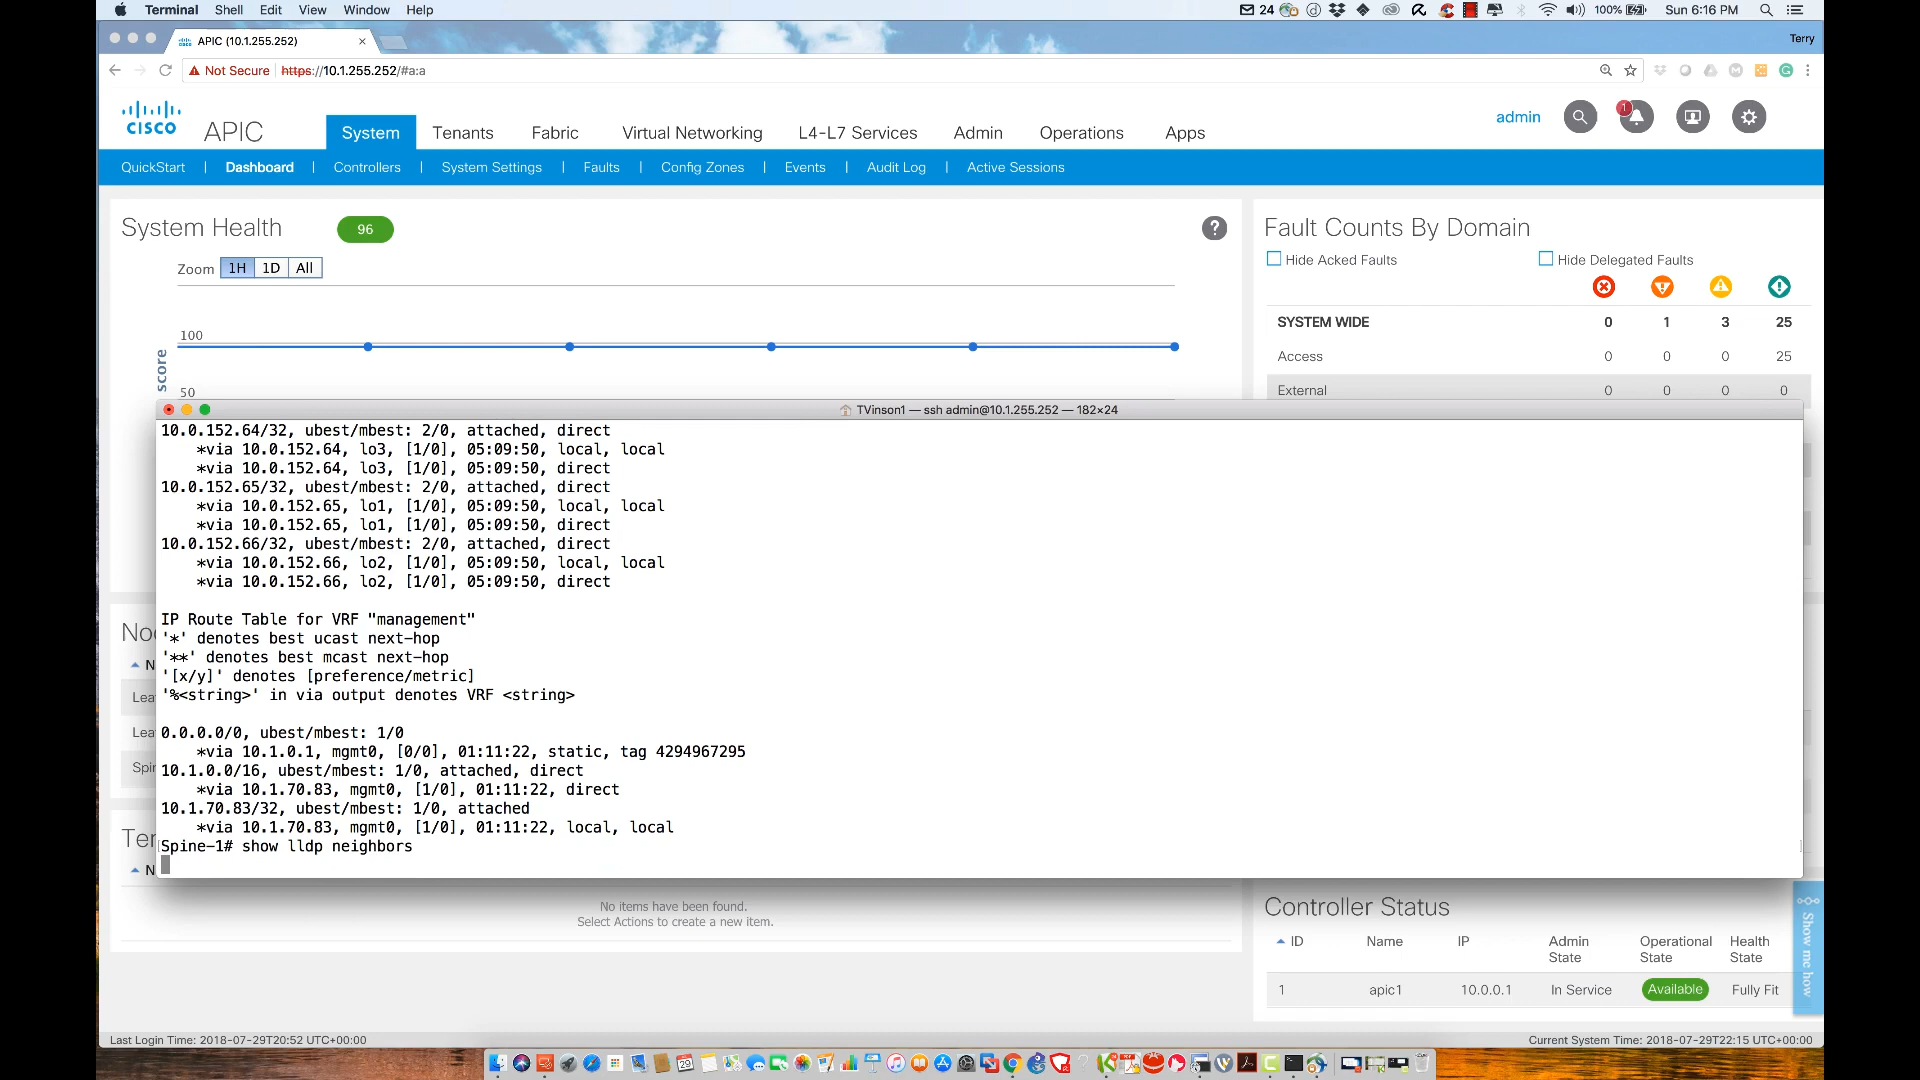 Terminal Shell Edit View Window Help 24 100% Sun 6:16 PM
APIC (10.1.255.252) Terry
Not Secure https://10.1.255.252/#a:a
CISCO APIC System Tenants Fabric Virtual Networking L4-L7 Services Admin Operations Apps admin 1
QuickStart | Dashboard | Controllers | System Settings | Faults | Config Zones | Events | Audit Log | Active Sessions
System Health 96 ?
Zoom 1H 1D All
100
50
score
Fault Counts By Domain
Hide Acked Faults Hide Delegated Faults
SYSTEM WIDE 0 1 3 25
Access 0 0 0 25
External 0 0 0 0
TVinson1 — ssh admin@10.1.255.252 — 182×24
10.0.152.64/32, ubest/mbest: 2/0, attached, direct
*via 10.0.152.64, lo3, [1/0], 05:09:50, local, local
*via 10.0.152.64, lo3, [1/0], 05:09:50, direct
10.0.152.65/32, ubest/mbest: 2/0, attached, direct
*via 10.0.152.65, lo1, [1/0], 05:09:50, local, local
*via 10.0.152.65, lo1, [1/0], 05:09:50, direct
10.0.152.66/32, ubest/mbest: 2/0, attached, direct
*via 10.0.152.66, lo2, [1/0], 05:09:50, local, local
*via 10.0.152.66, lo2, [1/0], 05:09:50, direct
IP Route Table for VRF "management"
'*' denotes best ucast next-hop
'**' denotes best mcast next-hop
'[x/y]' denotes [preference/metric]
'%<string>' in via output denotes VRF <string>
0.0.0.0/0, ubest/mbest: 1/0
*via 10.1.0.1, mgmt0, [0/0], 01:11:22, static, tag 4294967295
10.1.0.0/16, ubest/mbest: 1/0, attached, direct
*via 10.1.70.83, mgmt0, [1/0], 01:11:22, direct
10.1.70.83/32, ubest/mbest: 1/0, attached
*via 10.1.70.83, mgmt0, [1/0], 01:11:22, local, local
Spine-1# show lldp neighbors
No
N
Lea
Lea
Spi
Ter
N
No items have been found.
Select Actions to create a new item.
Controller Status
ID Name IP Admin State Operational State Health State
1 apic1 10.0.0.1 In Service Available Fully Fit
Show me how
Last Login Time: 2018-07-29T20:52 UTC+00:00 Current System Time: 2018-07-29T22:15 UTC+00:00